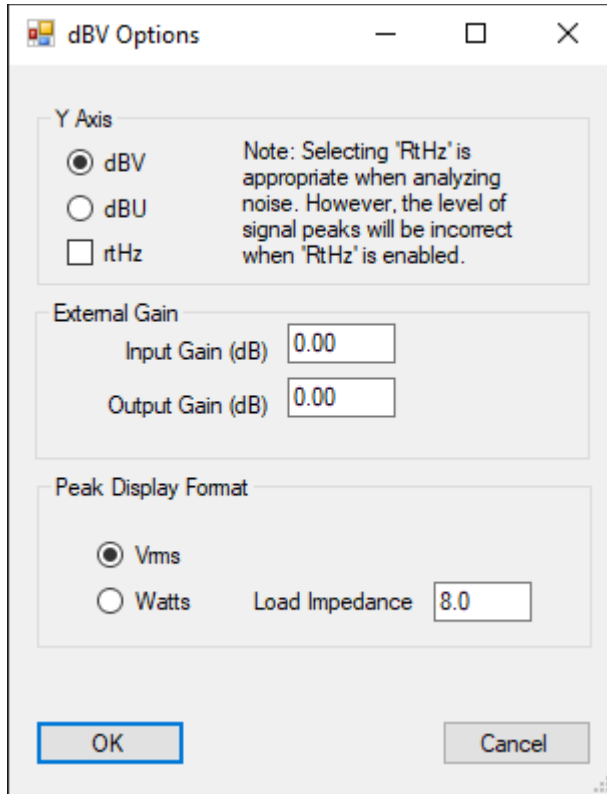 dBV Options
Y Axis
dBV
dBU
rtHz
Note: Selecting 'RtHz' is
appropriate when analyzing
noise. However, the level of
signal peaks will be incorrect
when 'RtHz' is enabled.
External Gain
Input Gain (dB) 0.00
Output Gain (dB) 0.00
Peak Display Format
Vrms
Watts Load Impedance 8.0
OK Cancel